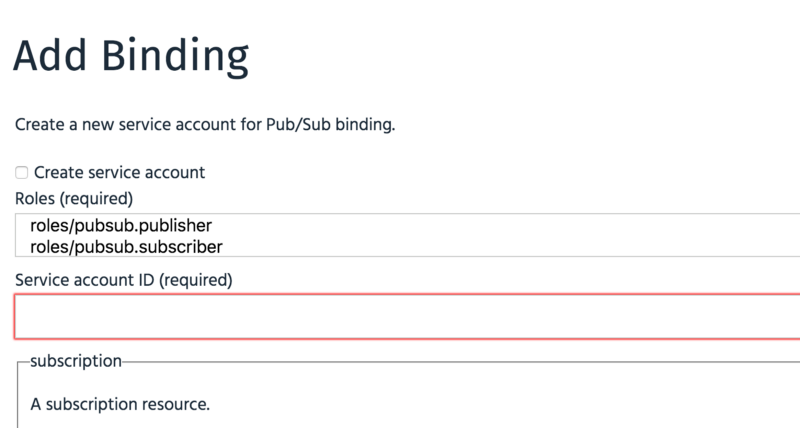 Add Binding
Create a new service account for Pub/Sub binding.
Create service account
Roles (required)
roles/pubsub.publisher
roles/pubsub.subscriber
Service account ID (required)
subscription
A subscription resource.